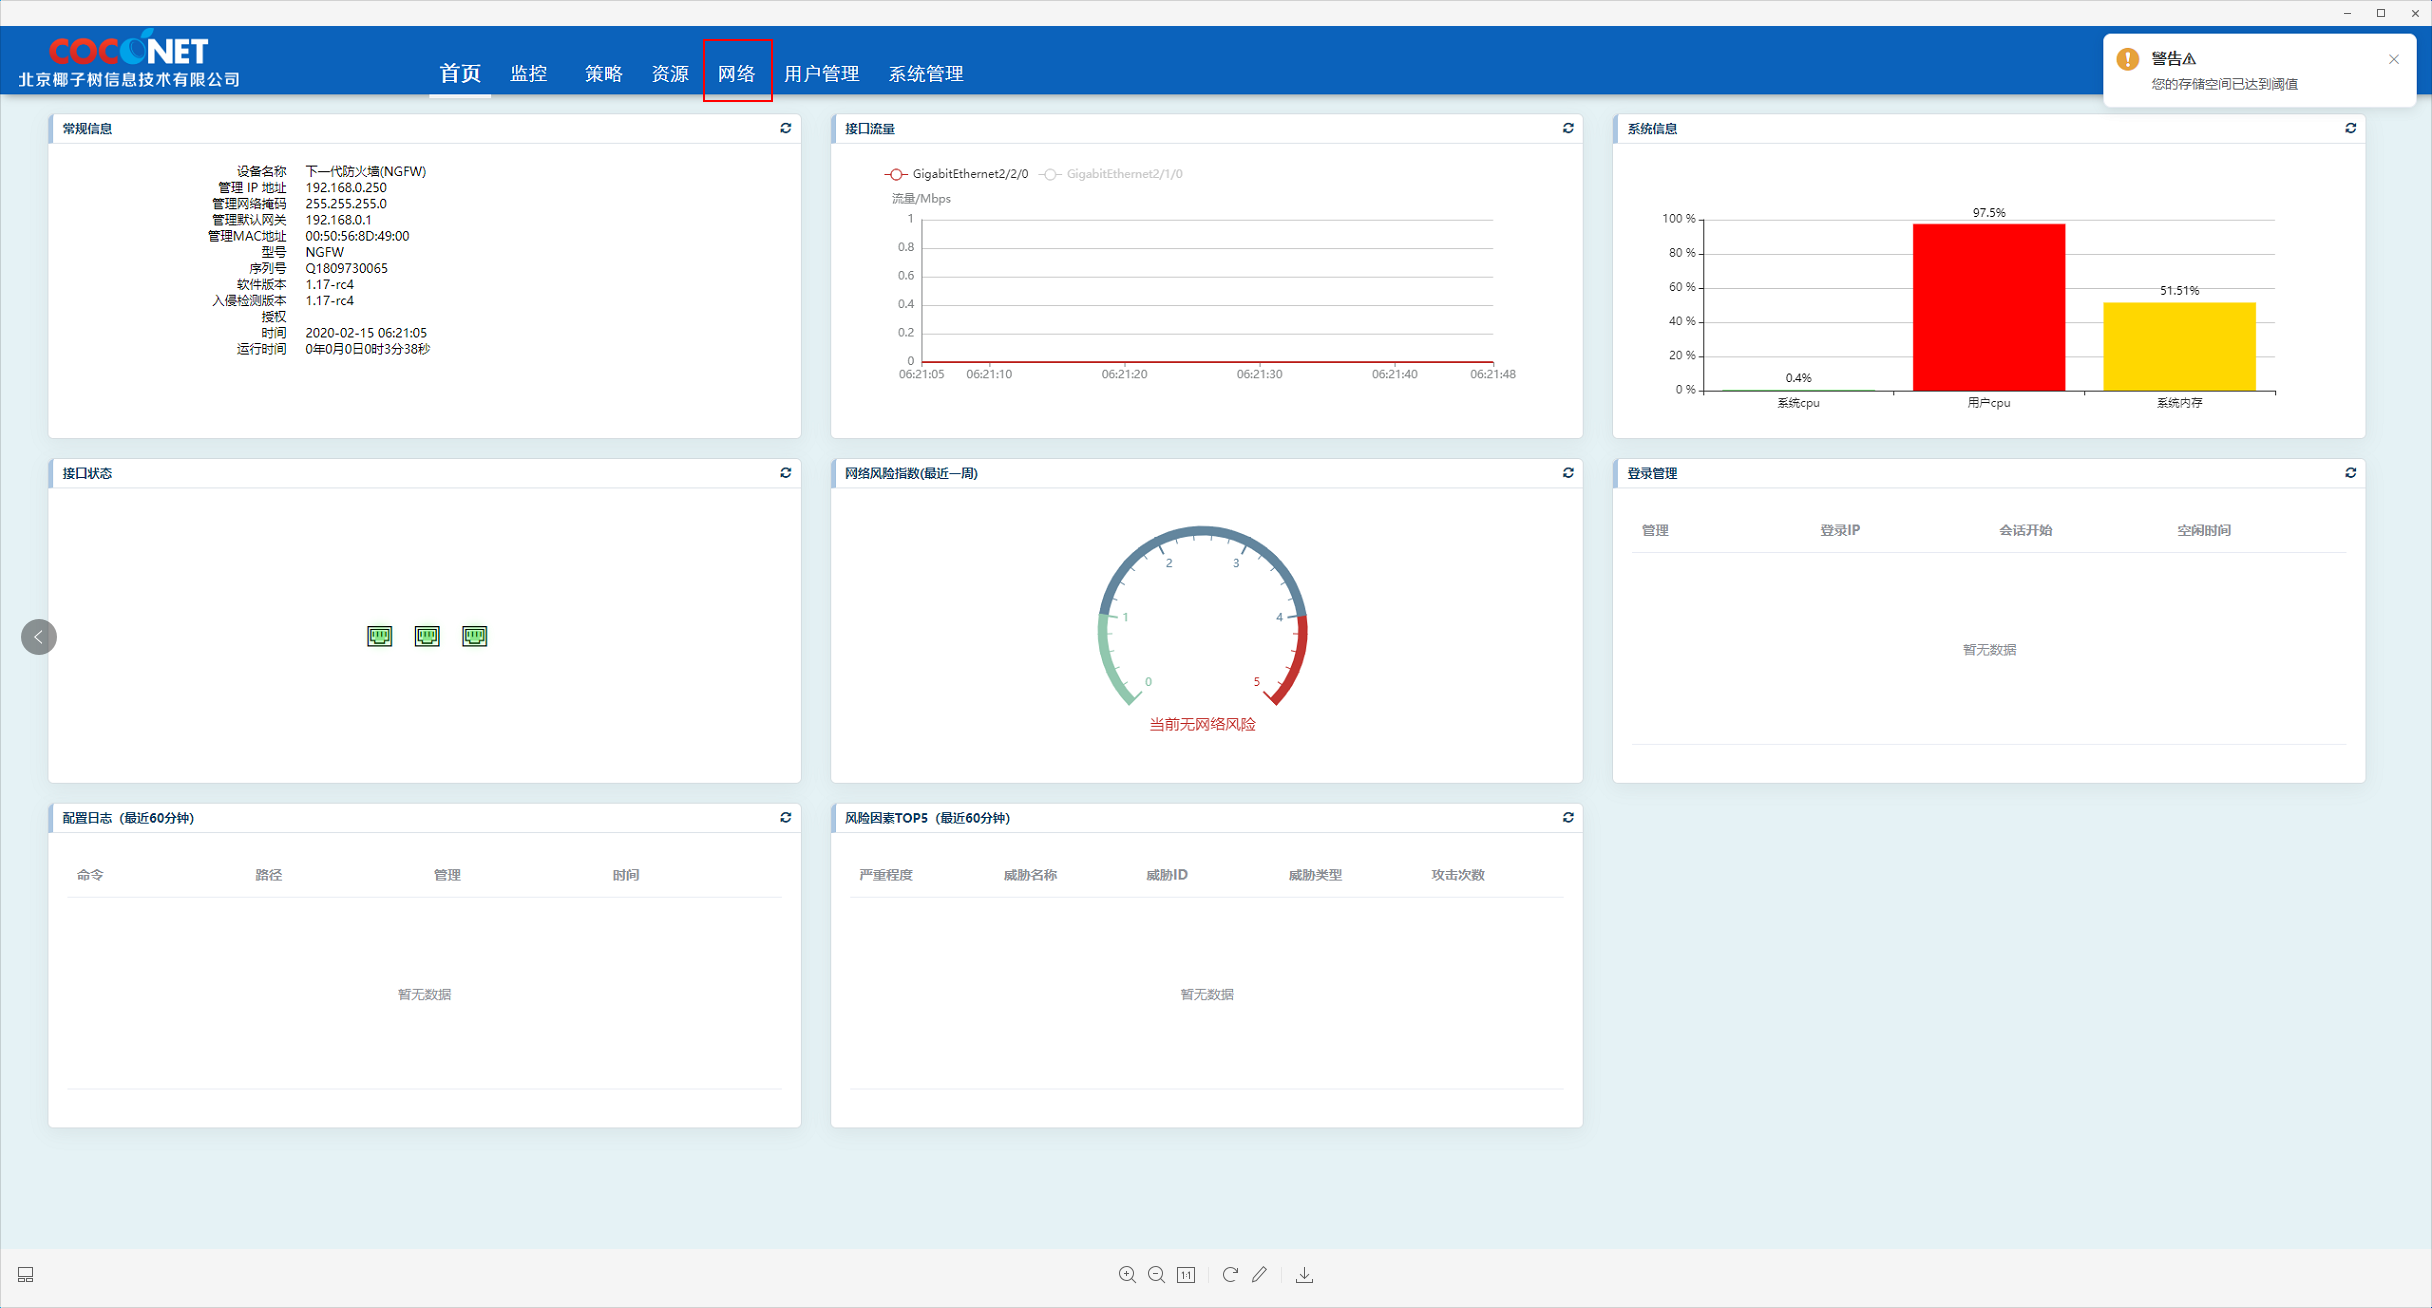 COCONET
北京椰子树信息技术有限公司
首页 监控 策略 资源 网络 用户管理 系统管理
警告⚠
您的存储空间已达到阈值
常规信息
设备名称 下一代防火墙(NGFW)
管理 IP 地址 192.168.0.250
管理网络掩码 255.255.255.0
管理默认网关 192.168.0.1
管理MAC地址 00:50:56:8D:49:00
型号 NGFW
序列号 Q1809730065
软件版本 1.17-rc4
入侵检测版本 1.17-rc4
授权
时间 2020-02-15 06:21:05
运行时间 0年0月0日0时3分38秒
接口流量
GigabitEthernet2/2/0 GigabitEthernet2/1/0
流量/Mbps
1
0.8
0.6
0.4
0.2
0
06:21:05 06:21:10 06:21:20 06:21:30 06:21:40 06:21:48
系统信息
97.5%
100 %
80 %
60 %
51.51%
40 %
20 %
0.4%
0 %
系统cpu 用户cpu 系统内存
接口状态
网络风险指数(最近一周)
2 3
1 4
0 5
当前无网络风险
登录管理
管理 登录IP 会话开始 空闲时间
暂无数据
配置日志（最近60分钟）
命令 路径 管理 时间
暂无数据
风险因素TOP5（最近60分钟）
严重程度 威胁名称 威胁ID 威胁类型 攻击次数
暂无数据
1:1